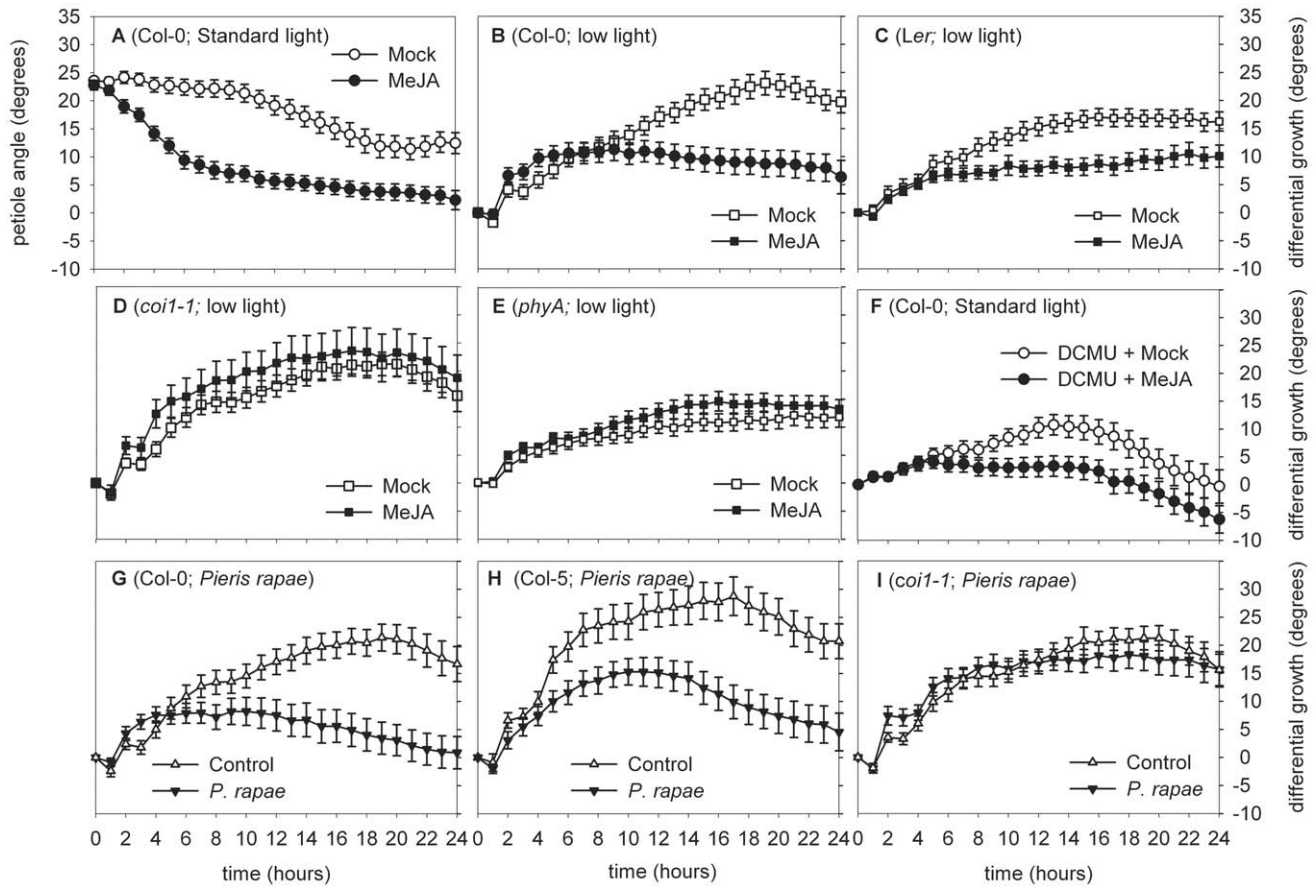 A (Col-0; Standard light)
Mock
MeJA
B (Col-0; low light)
Mock
MeJA
C (Ler; low light)
Mock
MeJA
petiole angle (degrees)
differential growth (degrees)
35
30
25
20
15
10
5
0
-5
-10
35
30
25
20
15
10
5
0
-5
-10
D (coi1-1; low light)
Mock
MeJA
E (phyA; low light)
Mock
MeJA
F (Col-0; Standard light)
DCMU + Mock
DCMU + MeJA
differential growth (degrees)
30
25
20
15
10
5
0
-5
-10
G (Col-0; Pieris rapae)
Control
P. rapae
H (Col-5; Pieris rapae)
Control
P. rapae
I (coi1-1; Pieris rapae)
Control
P. rapae
differential growth (degrees)
30
25
20
15
10
5
0
-5
-10
0 2 4 6 8 10 12 14 16 18 20 22 24
0 2 4 6 8 10 12 14 16 18 20 22 24
0 2 4 6 8 10 12 14 16 18 20 22 24
time (hours)
time (hours)
time (hours)